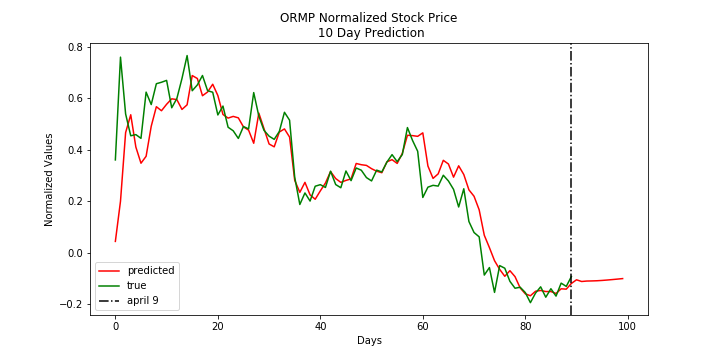 ORMP Normalized Stock Price
10 Day Prediction
Normalized Values
0.8
0.6
0.4
0.2
0.0
−0.2
predicted
true
april 9
0
20
40
60
80
100
Days